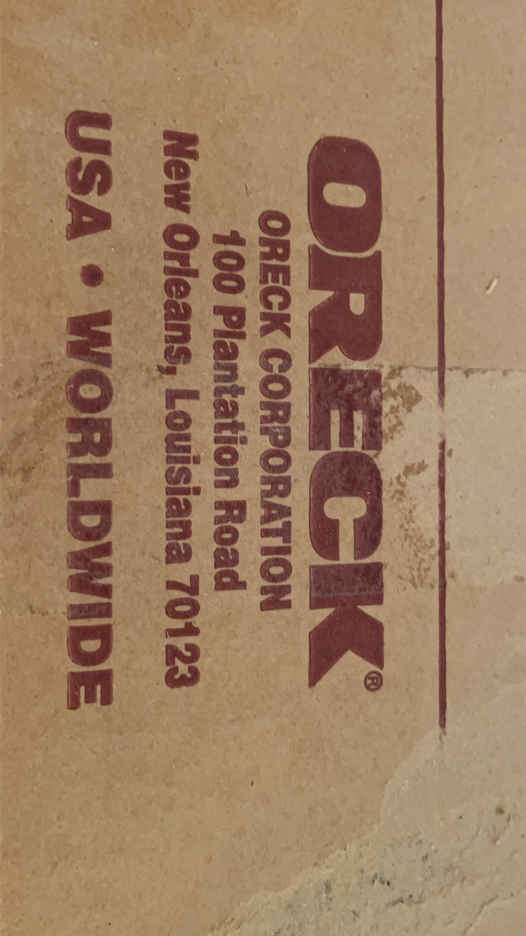 ORECK®
ORECK CORPORATION
100 Plantation Road
New Orleans, Louisiana 70123
USA • WORLDWIDE